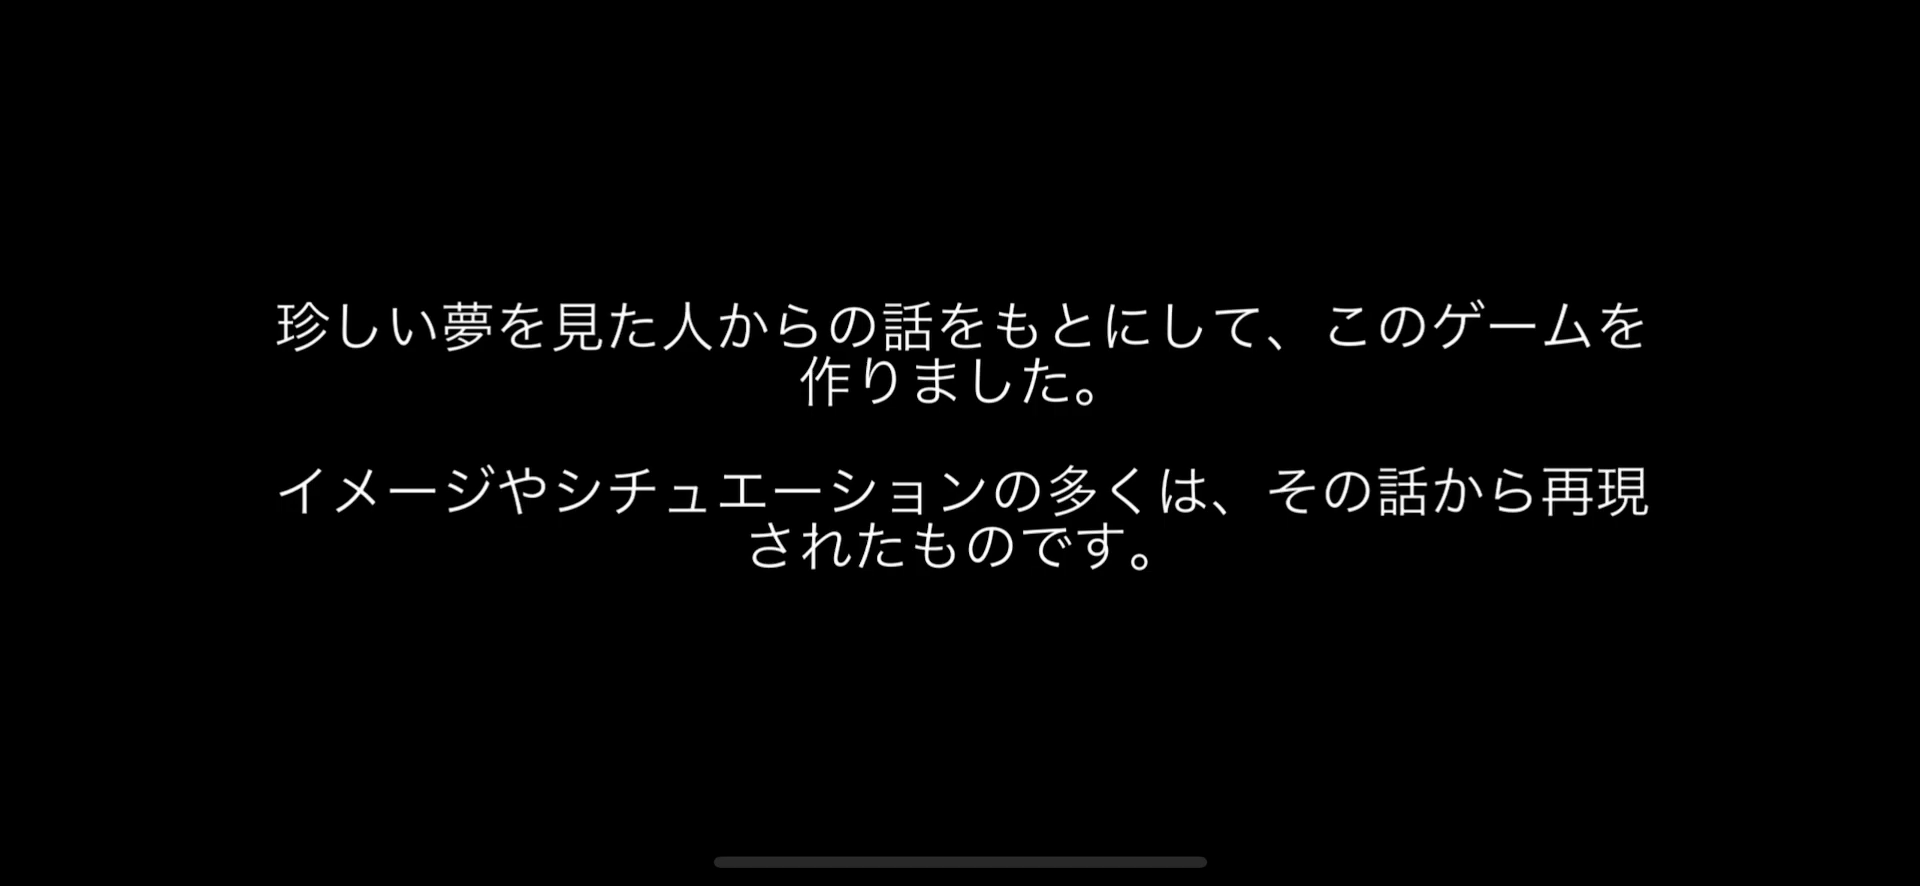 珍しい夢を見た人からの話をもとにして、このゲームを
作りました。
イメージやシチュエーションの多くは、その話から再現
されたものです。